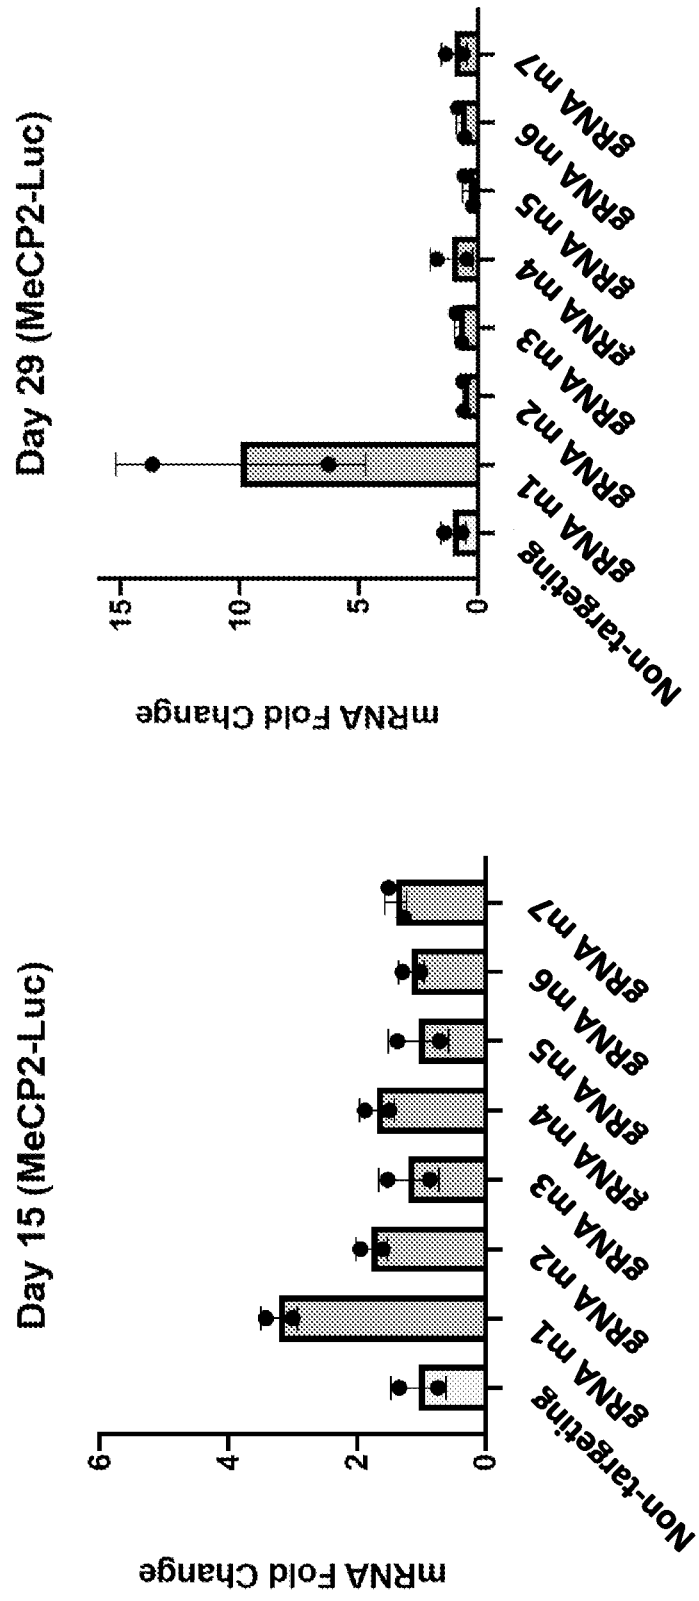 Day 15 (MeCP2-Luc)
mRNA Fold Change
6
4
2
0
Non-targeting
gRNA m1
gRNA m2
gRNA m3
gRNA m4
gRNA m5
gRNA m6
gRNA m7
Day 29 (MeCP2-Luc)
mRNA Fold Change
15
10
5
0
Non-targeting
gRNA m1
gRNA m2
gRNA m3
gRNA m4
gRNA m5
gRNA m6
gRNA m7